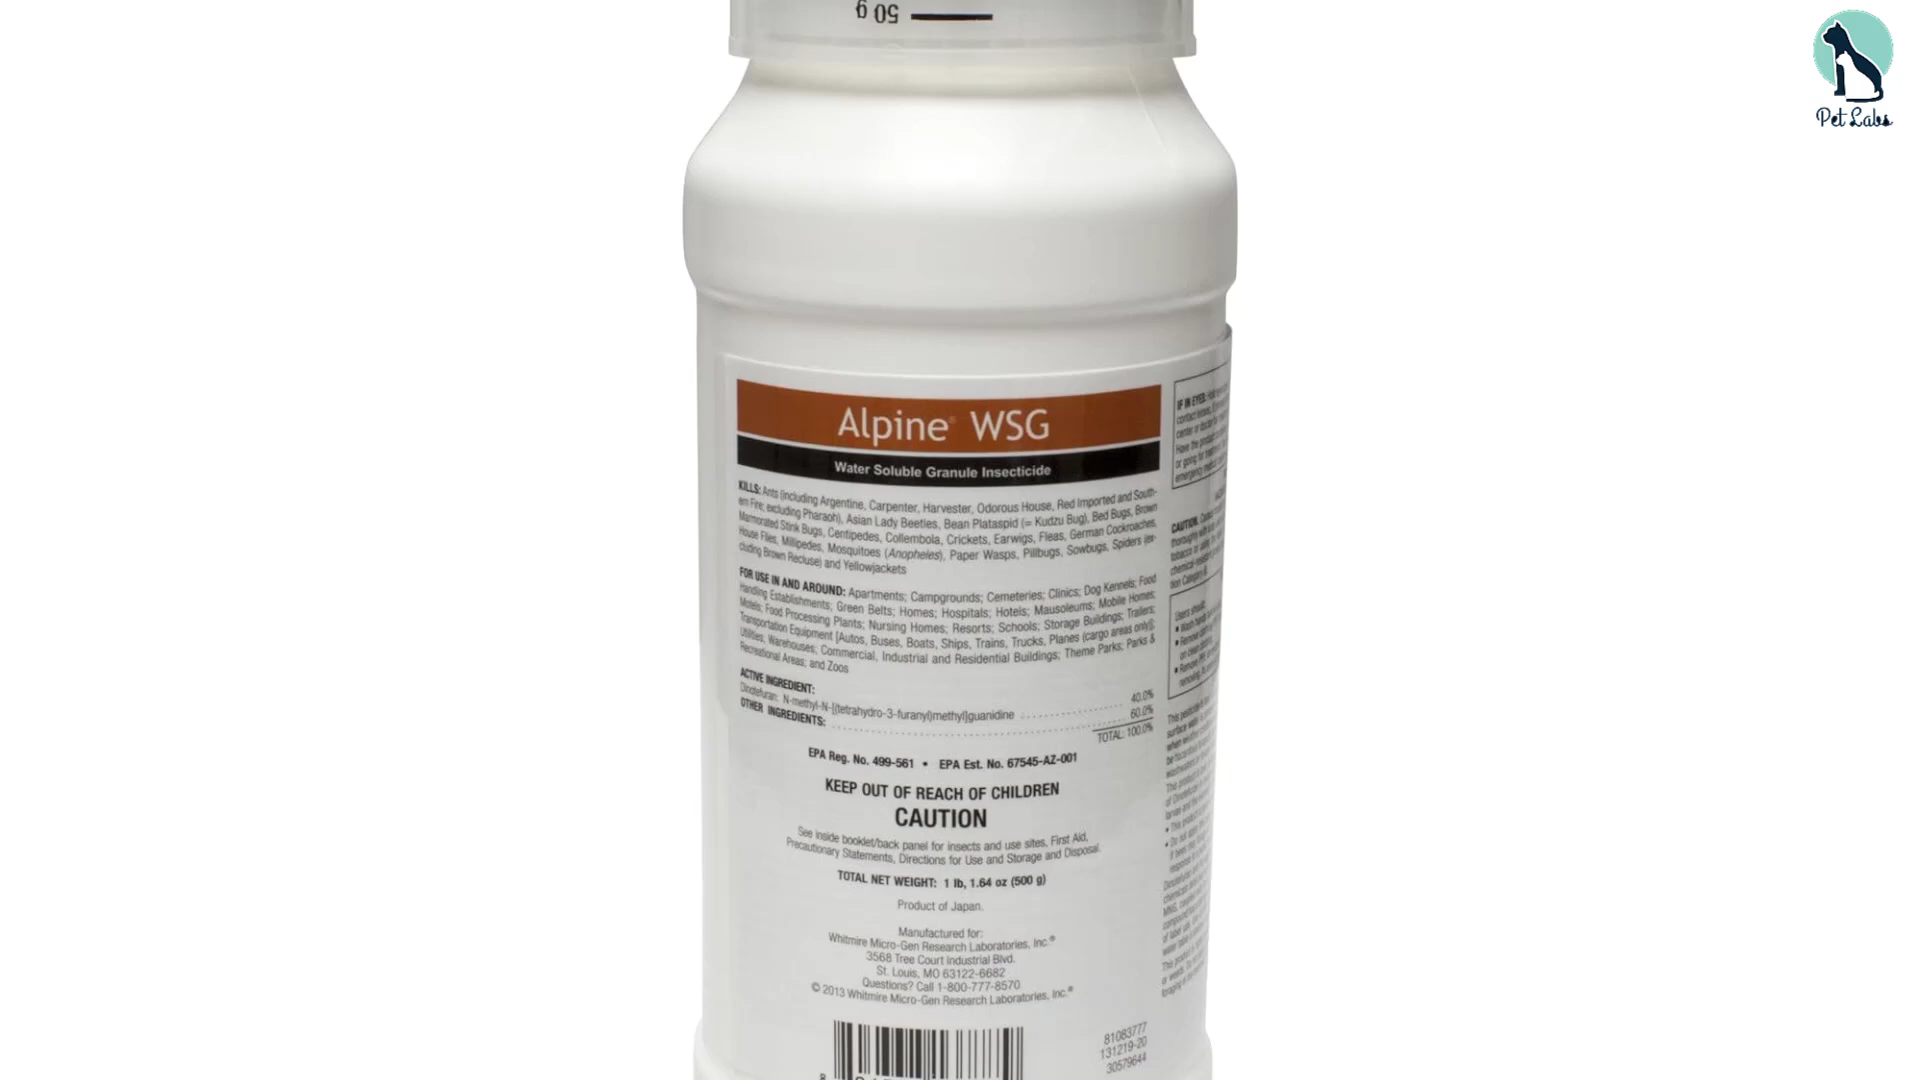 50 g
Pet Labs
Alpine® WSG
Water Soluble Granule Insecticide
KILLS: Ants (including Argentine, Carpenter, Harvester, Odorous House, Red Imported and South-
ern Fire; excluding Pharaoh), Asian Lady Beetles, Bean Plataspid (= Kudzu Bug), Bed Bugs, Brown
Marmorated Stink Bugs, Centipedes, Collembola, Crickets, Earwigs, Fleas, German Cockroaches,
House Flies, Millipedes, Mosquitoes (Anopheles), Paper Wasps, Pillbugs, Sowbugs, Spiders (ex-
cluding Brown Recluse) and Yellowjackets
FOR USE IN AND AROUND: Apartments; Campgrounds; Cemeteries; Clinics; Dog Kennels; Food
Handling Establishments; Green Belts; Homes; Hospitals; Hotels; Mausoleums; Mobile Homes;
Motels; Food Processing Plants; Nursing Homes; Resorts; Schools; Storage Buildings; Trailers;
Transportation Equipment [Autos, Buses, Boats, Ships, Trains, Trucks, Planes (cargo areas only)];
Utilities; Warehouses; Commercial, Industrial and Residential Buildings; Theme Parks; Parks &
Recreational Areas; and Zoos
ACTIVE INGREDIENT:
Dinotefuran: N-methyl-N-[(tetrahydro-3-furanyl)methyl]guanidine 40.0%
OTHER INGREDIENTS: 60.0%
TOTAL: 100.0%
EPA Reg. No. 499-561 • EPA Est. No. 67545-AZ-001
KEEP OUT OF REACH OF CHILDREN
CAUTION
See inside booklet/back panel for insects and use sites, First Aid,
Precautionary Statements, Directions for Use and Storage and Disposal.
TOTAL NET WEIGHT: 1 lb, 1.64 oz (500 g)
Product of Japan.
Manufactured for:
Whitmire Micro-Gen Research Laboratories, Inc.®
3568 Tree Court Industrial Blvd.
St. Louis, MO 63122-6682
Questions? Call 1-800-777-8570
© 2013 Whitmire Micro-Gen Research Laboratories, Inc.®
81083777
131219-20
30579644
IF IN EYES:
CAUTION.